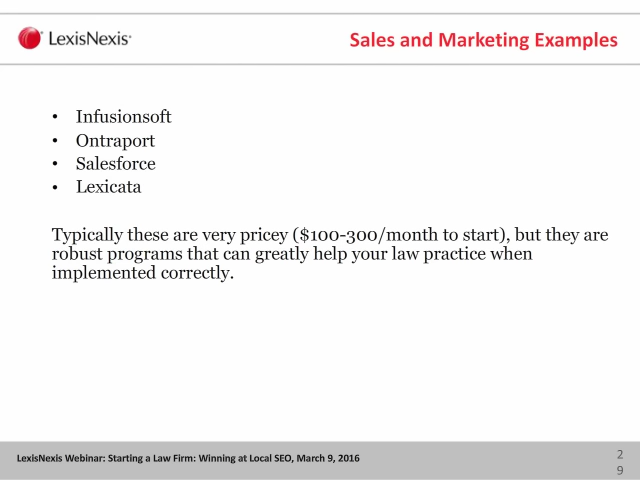 LexisNexis®
Sales and Marketing Examples
• Infusionsoft
• Ontraport
• Salesforce
• Lexicata
Typically these are very pricey ($100-300/month to start), but they are
robust programs that can greatly help your law practice when
implemented correctly.
LexisNexis Webinar: Starting a Law Firm: Winning at Local SEO, March 9, 2016
2
9